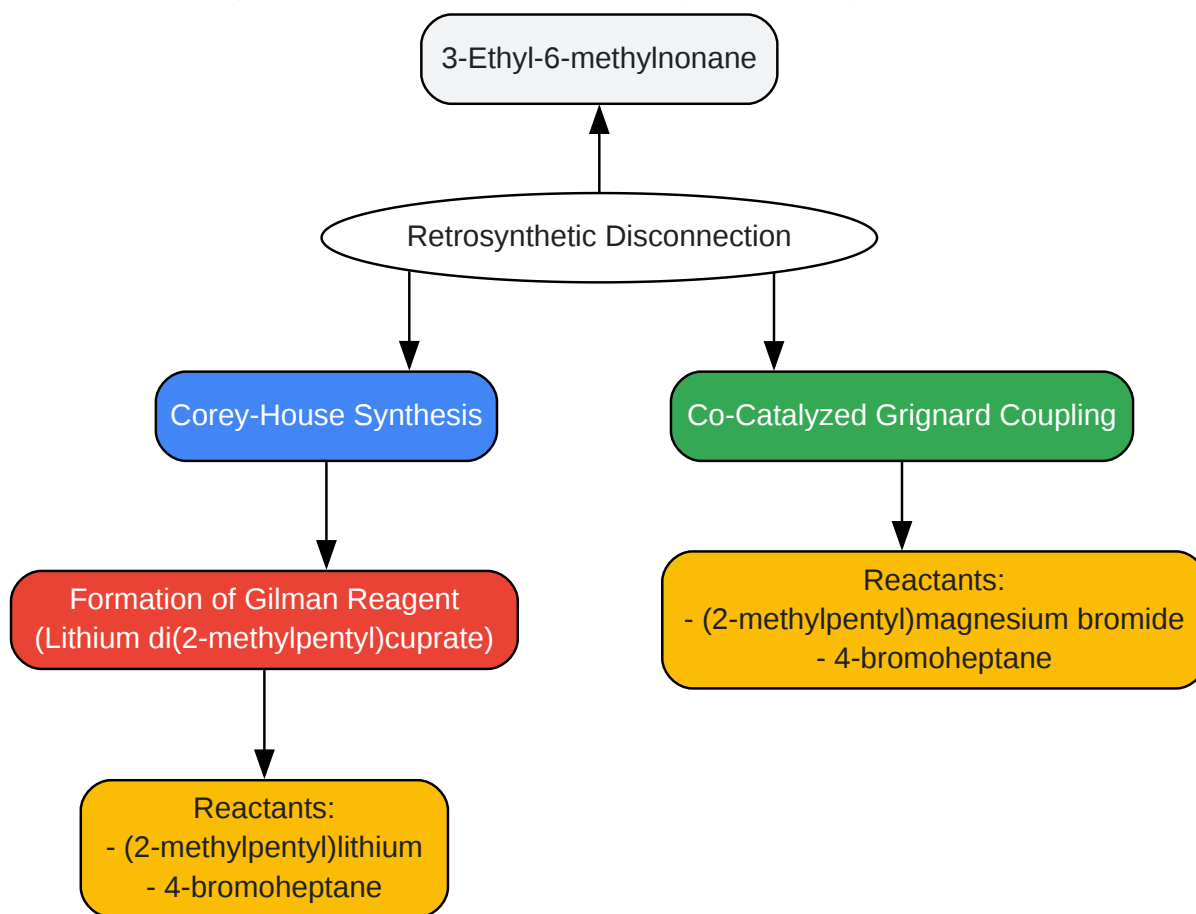 3-Ethyl-6-methylnonane
Retrosynthetic Disconnection
Corey-House Synthesis
Co-Catalyzed Grignard Coupling
Formation of Gilman Reagent
(Lithium di(2-methylpentyl)cuprate)
Reactants:
- (2-methylpentyl)magnesium bromide
- 4-bromoheptane
Reactants:
- (2-methylpentyl)lithium
- 4-bromoheptane